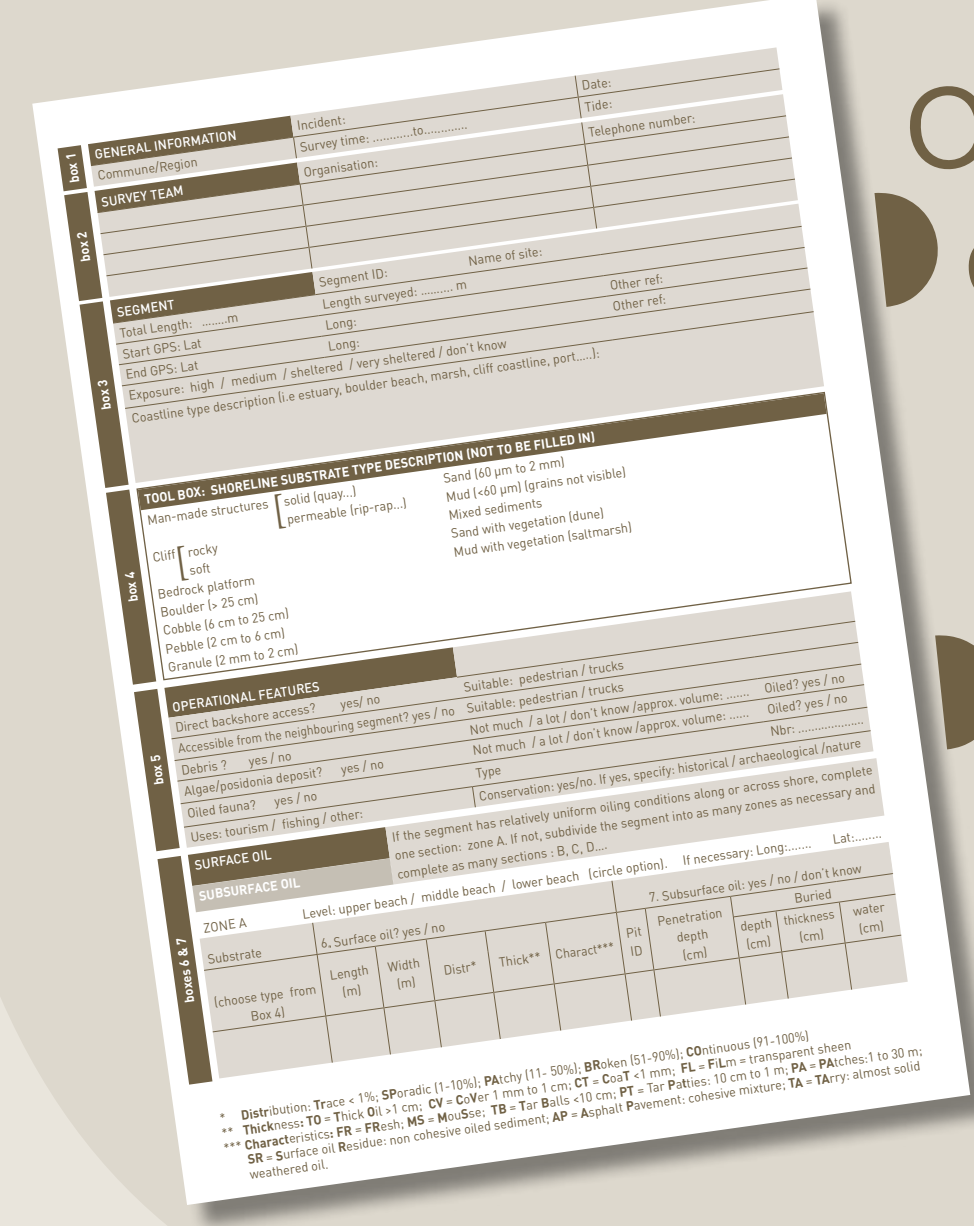 box 1
GENERAL INFORMATION
Incident:
Date:
Commune/Region
Survey time: ............to.............
Tide:
box 2
SURVEY TEAM
Organisation:
Telephone number:
box 3
SEGMENT
Segment ID:
Name of site:
Total Length: ........m
Length surveyed: .......... m
Start GPS: Lat
Long:
Other ref:
End GPS: Lat
Long:
Other ref:
Exposure: high / medium / sheltered / very sheltered / don't know
Coastline type description (i.e estuary, boulder beach, marsh, cliff coastline, port.....):
box 4
TOOL BOX: SHORELINE SUBSTRATE TYPE DESCRIPTION (NOT TO BE FILLED IN)
Man-made structures
solid (quay...)
permeable (rip-rap...)
Cliff
rocky
soft
Bedrock platform
Boulder (> 25 cm)
Cobble (6 cm to 25 cm)
Pebble (2 cm to 6 cm)
Granule (2 mm to 2 cm)
Sand (60 µm to 2 mm)
Mud (<60 µm) (grains not visible)
Mixed sediments
Sand with vegetation (dune)
Mud with vegetation (saltmarsh)
box 5
OPERATIONAL FEATURES
Direct backshore access? yes/ no
Suitable: pedestrian / trucks
Accessible from the neighbouring segment? yes / no
Suitable: pedestrian / trucks
Debris ? yes / no
Not much / a lot / don't know /approx. volume: .......
Oiled? yes / no
Algae/posidonia deposit? yes / no
Not much / a lot / don't know /approx. volume: ......
Oiled? yes / no
Oiled fauna? yes / no
Type
Nbr: ...................
Uses: tourism / fishing / other:
Conservation: yes/no. If yes, specify: historical / archaeological /nature
boxes 6 & 7
SURFACE OIL
SUBSURFACE OIL
If the segment has relatively uniform oiling conditions along or across shore, complete
one section: zone A. If not, subdivide the segment into as many zones as necessary and
complete as many sections : B, C, D....
ZONE A
Level: upper beach / middle beach / lower beach (circle option). If necessary: Long:....... Lat:........
Substrate
6. Surface oil? yes / no
7. Subsurface oil: yes / no / don't know
(choose type from
Box 4)
Length
(m)
Width
(m)
Distr*
Thick**
Charact***
Pit
ID
Penetration
depth
(cm)
Buried
depth
(cm)
thickness
(cm)
water
(cm)
* Distribution: Trace < 1%; SPoradic (1-10%); PAtchy (11- 50%); BRoken (51-90%); COntinuous (91-100%)
** Thickness: TO = Thick Oil >1 cm; CV = CoVer 1 mm to 1 cm; CT = CoaT <1 mm; FL = FiLm = transparent sheen
*** Characteristics: FR = FResh; MS = MouSse; TB = Tar Balls <10 cm; PT = Tar Patties: 10 cm to 1 m; PA = PAtches:1 to 30 m;
SR = Surface oil Residue: non cohesive oiled sediment; AP = Asphalt Pavement: cohesive mixture; TA = TArry: almost solid
weathered oil.